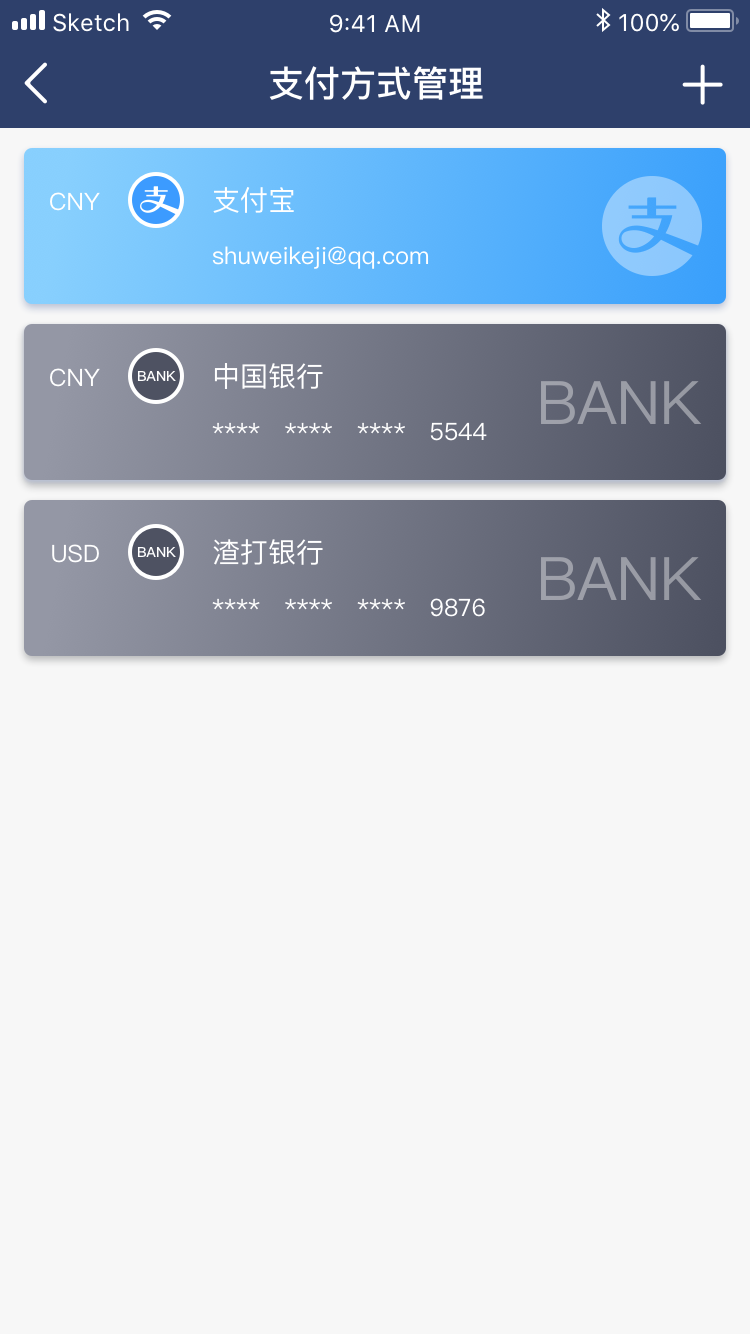 Sketch 9:41 AM 100%
支付方式管理
CNY 支 支付宝
shuweikeji@qq.com
支
CNY BANK 中国银行
**** **** **** 5544
BANK
USD BANK 渣打银行
**** **** **** 9876
BANK